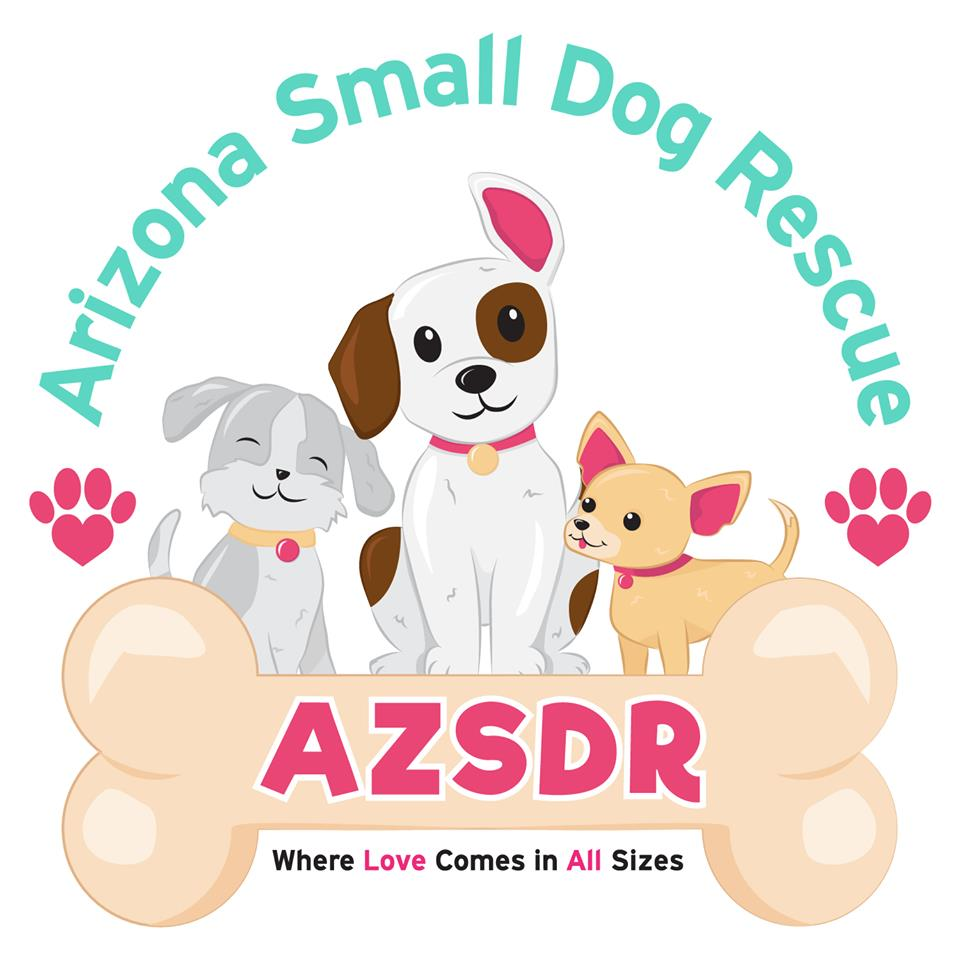 Arizona Small Dog Rescue
AZSDR
Where Love Comes in All Sizes